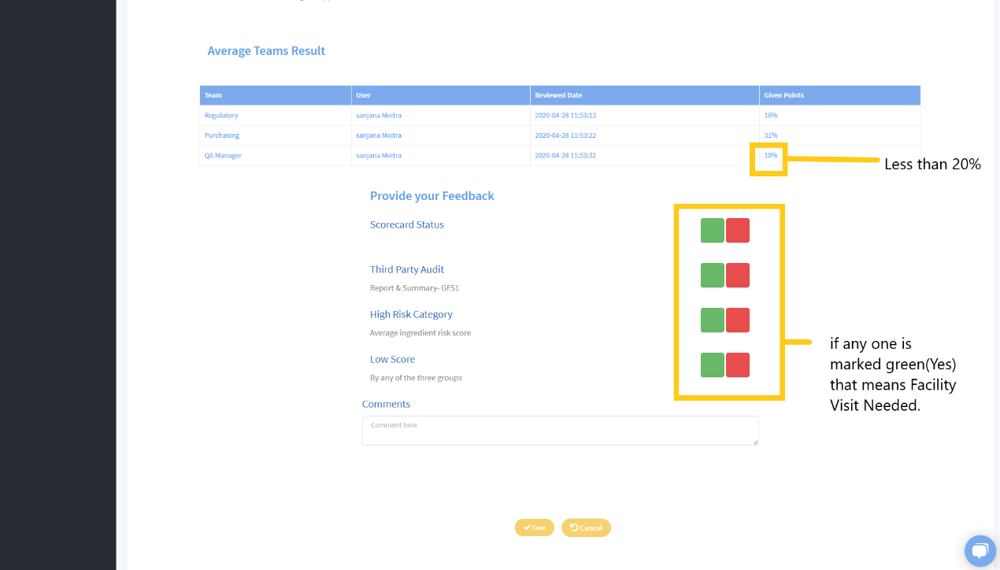 Average Teams Result
Team User Reviewed Date Given Points
Regulatory sanjana Moitra 2020-04-28 11:53:13 16%
Purchasing sanjana Moitra 2020-04-28 11:53:22 31%
QA Manager sanjana Moitra 2020-04-28 11:53:32 10%
Less than 20%
Provide your Feedback
Scorecard Status
Third Party Audit
Report & Summary- GFS1
High Risk Category
Average ingredient risk score
if any one is
marked green(Yes)
that means Facility
Visit Needed.
Low Score
By any of the three groups
Comments
Comment here
Save Cancel